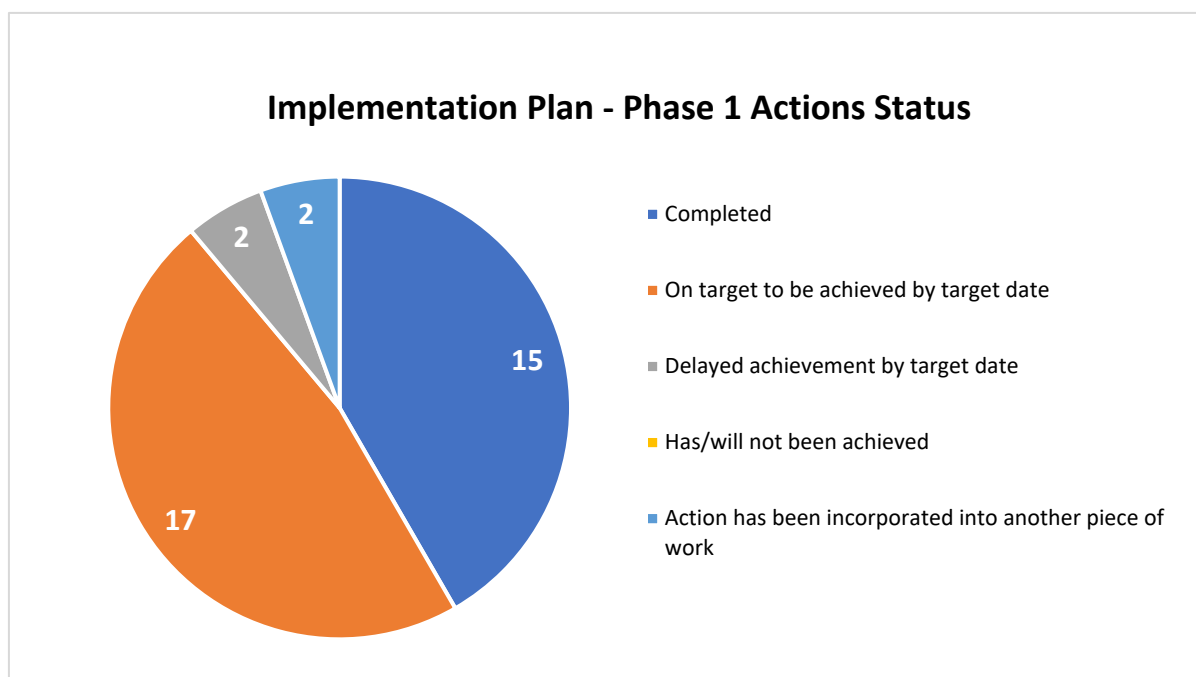 Implementation Plan - Phase 1 Actions Status
2
2
15
17
Completed
On target to be achieved by target date
Delayed achievement by target date
Has/will not been achieved
Action has been incorporated into another piece of
work